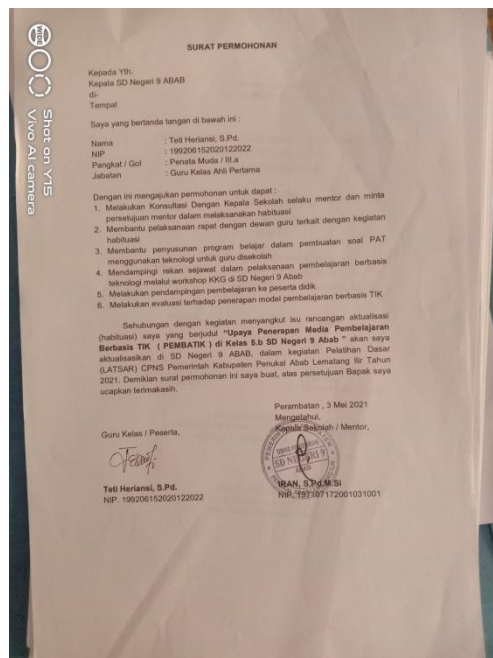 SURAT PERMOHONAN
Kepada Yth.
Kepala SD Negeri 9 ABAB
di-
Tempat
Saya yang bertanda tangan di bawah ini :
Nama : Teti Heriansi, S.Pd.
NIP : 199206152020122022
Pangkat / Gol : Penata Muda / III.a
Jabatan : Guru Kelas Ahli Pertama
Dengan ini mengajukan permohonan untuk dapat :
1. Melakukan Konsultasi Dengan Kepala Sekolah selaku mentor dan minta
persetujuan mentor dalam melaksanakan habituasi
2. Membantu pelaksanaan rapat dengan dewan guru terkait dengan kegiatan
habituasi
3. Membantu penyusunan program belajar dalam pembuatan soal PAT
menggunakan teknologi untuk guru disekolah
4. Mendampingi rekan sejawat dalam pelaksanaan pembelajaran berbasis
teknologi melalui workshop KKG di SD Negeri 9 Abab
5. Melakukan pendampingan pembelajaran ke peserta didik
6. Melakukan evaluasi terhadap penerapan model pembelajaran berbasis TIK
Sehubungan dengan kegiatan menyangkut isu rancangan aktualisasi
(habituasi) saya yang berjudul "Upaya Penerapan Media Pembelajaran
Berbasis TIK ( PEMBATIK ) di Kelas 5.b SD Negeri 9 Abab " akan saya
aktualisasikan di SD Negeri 9 ABAB, dalam kegiatan Pelatihan Dasar
(LATSAR) CPNS Pemerintah Kabupaten Penukal Abab Lematang Ilir Tahun
2021. Demikian surat permohonan ini saya buat, atas persetujuan Bapak saya
ucapkan terimakasih.
Perambatan , 3 Mei 2021
Mengetahui,
Guru Kelas / Peserta,
Kepala Sekolah / Mentor,
SD NEGERI 9
Teti Heriansi, S.Pd.
NIP. 199206152020122022
IRAN, S.Pd.M.Si
NIP. 197107172001031001
WIDE
Shot on Y15
Vivo AI camera